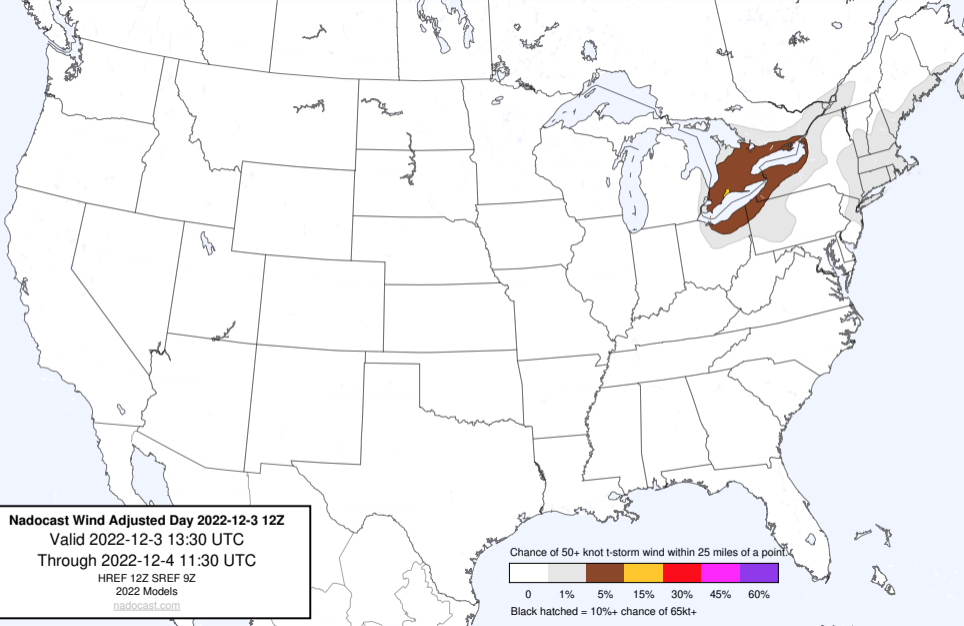 Nadocast Wind Adjusted Day 2022-12-3 12Z
Valid 2022-12-3 13:30 UTC
Through 2022-12-4 11:30 UTC
HREF 12Z SREF 9Z
2022 Models
nadocast.com
Chance of 50+ knot t-storm wind within 25 miles of a point.
0 1% 5% 15% 30% 45% 60%
Black hatched = 10%+ chance of 65kt+